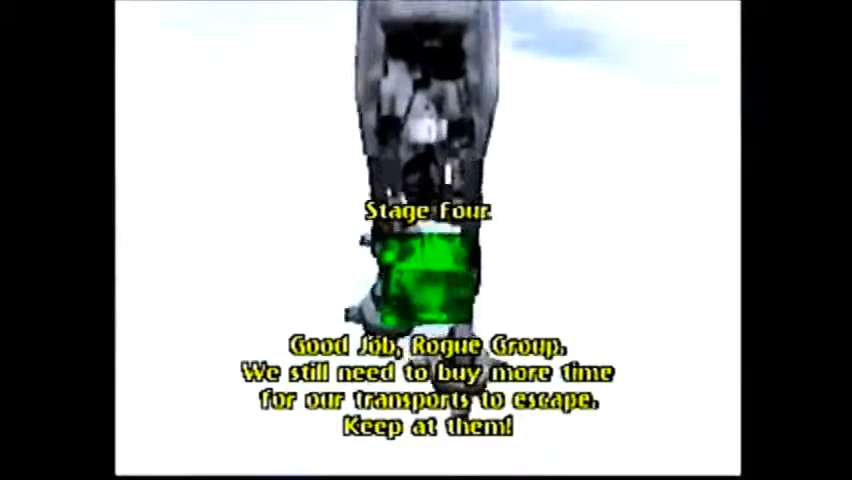 Stage Four.
Good Job, Rogue Group.
We still need to buy more time
for our transports to escape.
Keep at them!